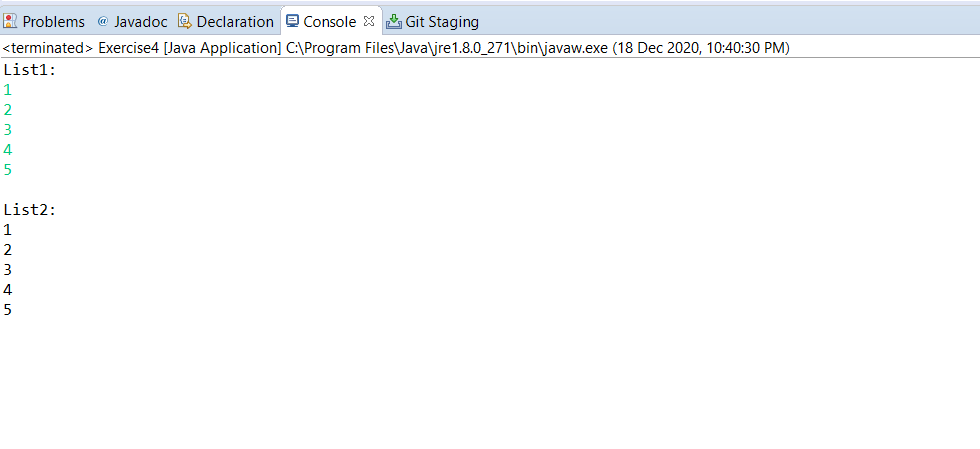 Problems @ Javadoc Declaration Console Git Staging
<terminated> Exercise4 [Java Application] C:\Program Files\Java\jre1.8.0_271\bin\javaw.exe (18 Dec 2020, 10:40:30 PM)
List1:
1
2
3
4
5
List2:
1
2
3
4
5